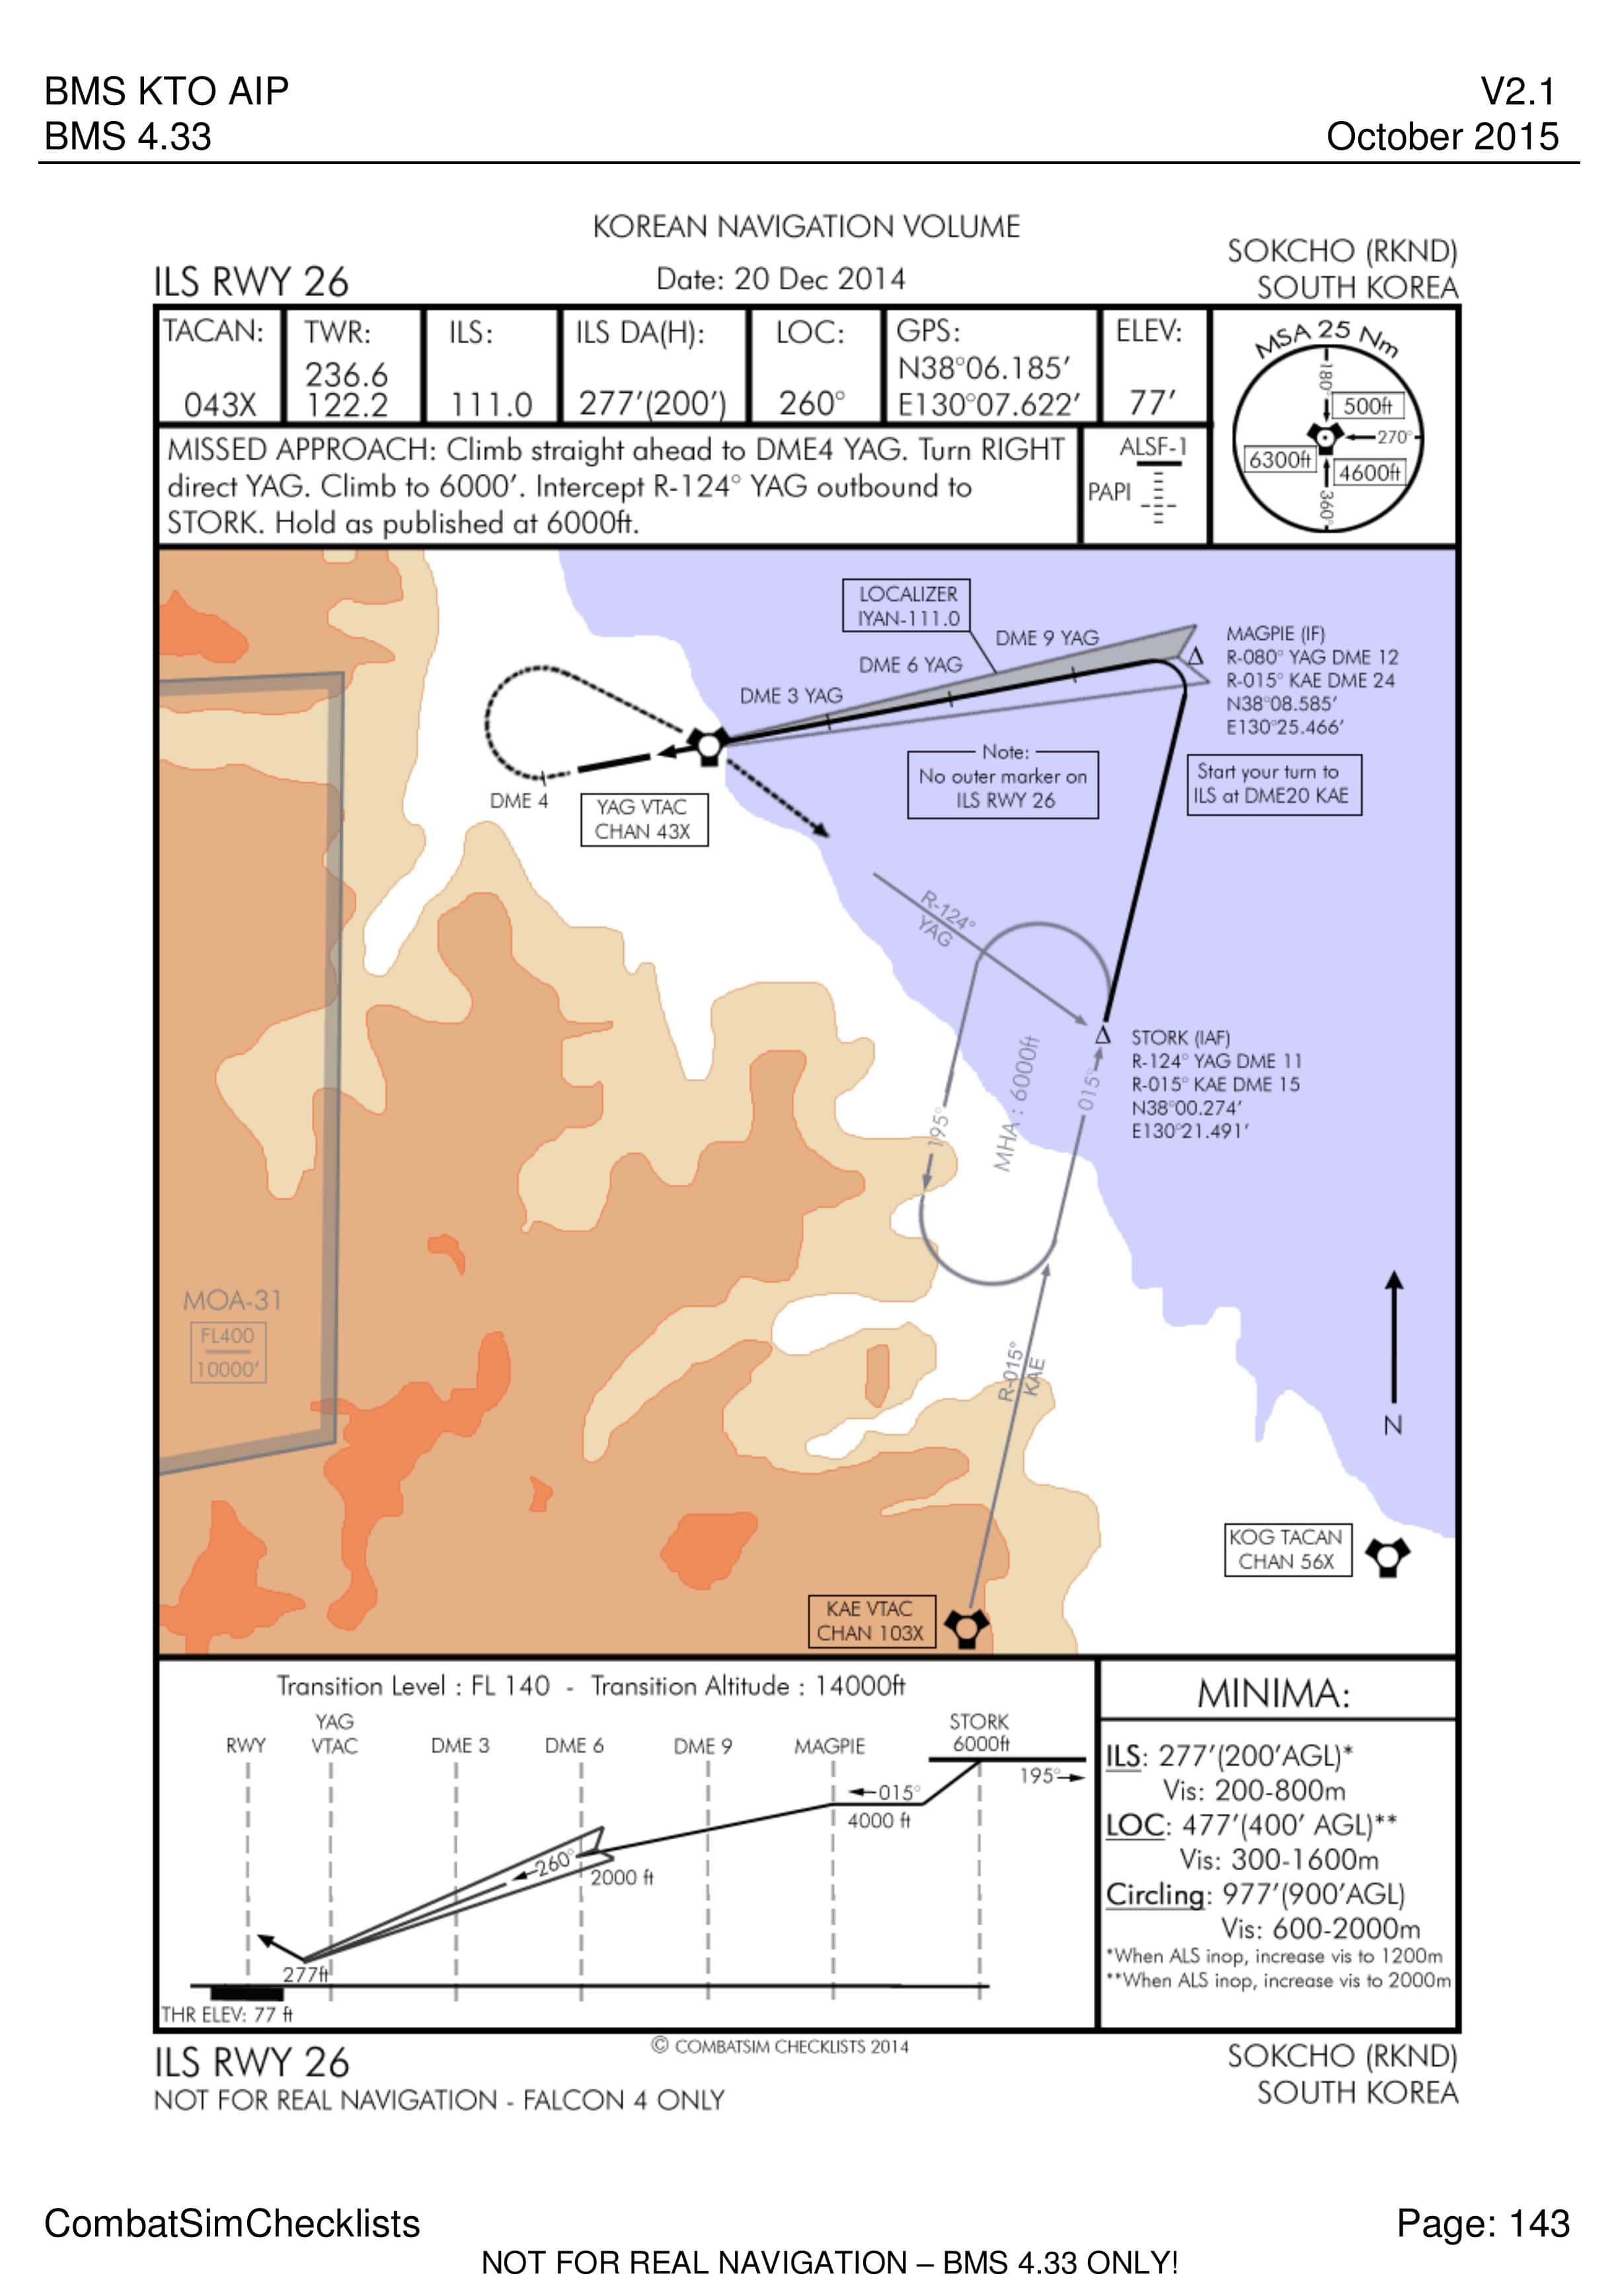 BMS KTO AIP
V2.1
BMS 4.33
October 2015
KOREAN NAVIGATION VOLUME
ILS RWY 26
Date: 20 Dec 2014
SOKCHO (RKND)
SOUTH KOREA
TACAN:
043X
TWR:
236.6
122.2
ILS:
111.0
ILS DA(H):
277'(200')
LOC:
260°
GPS:
N38°06.185'
E130°07.622'
ELEV:
77'
MSA 25 Nm
180°
500ft
270°
6300ft
4600ft
360°
MISSED APPROACH: Climb straight ahead to DME4 YAG. Turn RIGHT
direct YAG. Climb to 6000'. Intercept R-124° YAG outbound to
STORK. Hold as published at 6000ft.
ALSF-1
PAPI
LOCALIZER
IYAN-111.0
DME 9 YAG
DME 6 YAG
DME 3 YAG
MAGPIE (IF)
R-080° YAG DME 12
R-015° KAE DME 24
N38°08.585'
E130°25.466'
Note:
No outer marker on
ILS RWY 26
Start your turn to
ILS at DME20 KAE
DME 4
YAG VTAC
CHAN 43X
R-124°
YAG
STORK (IAF)
R-124° YAG DME 11
R-015° KAE DME 15
N38°00.274'
E130°21.491'
195°
MHA : 6000ft
015°
MOA-31
FL400
10000'
R-015°
KAE
N
KOG TACAN
CHAN 56X
KAE VTAC
CHAN 103X
Transition Level : FL 140 - Transition Altitude : 14000ft
RWY
YAG
VTAC
DME 3
DME 6
DME 9
MAGPIE
STORK
6000ft
195°
015°
4000 ft
260°
2000 ft
277ft
THR ELEV: 77 ft
MINIMA:
ILS: 277'(200'AGL)*
Vis: 200-800m
LOC: 477'(400' AGL)**
Vis: 300-1600m
Circling: 977'(900'AGL)
Vis: 600-2000m
*When ALS inop, increase vis to 1200m
**When ALS inop, increase vis to 2000m
© COMBATSIM CHECKLISTS 2014
ILS RWY 26
NOT FOR REAL NAVIGATION - FALCON 4 ONLY
SOKCHO (RKND)
SOUTH KOREA
CombatSimChecklists
Page: 143
NOT FOR REAL NAVIGATION – BMS 4.33 ONLY!